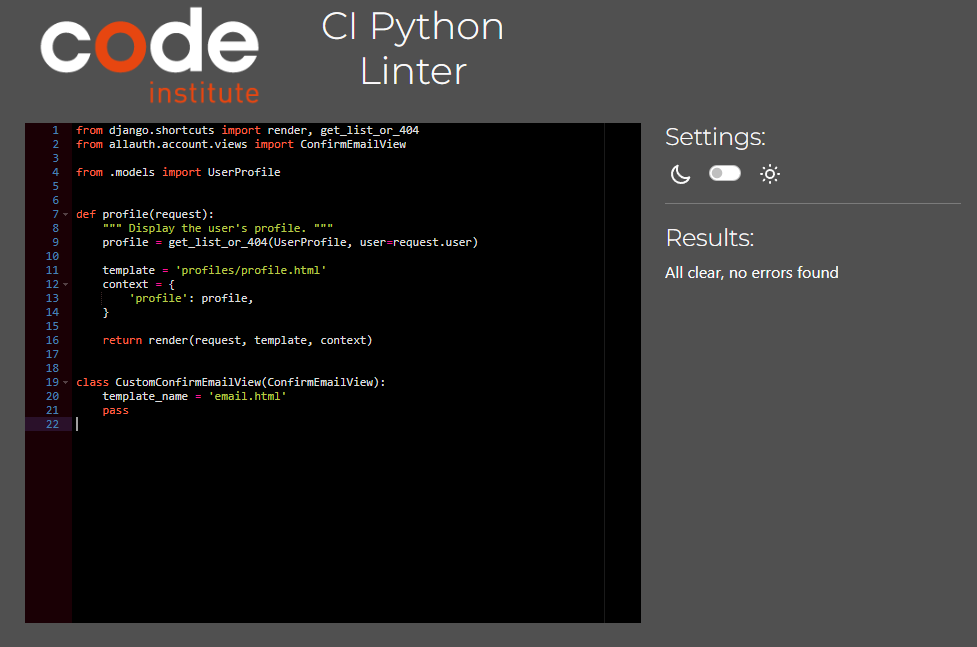 code
institute
CI Python
Linter
1 from django.shortcuts import render, get_list_or_404
2 from allauth.account.views import ConfirmEmailView
3
4 from .models import UserProfile
5
6
7 def profile(request):
8     """ Display the user's profile. """
9     profile = get_list_or_404(UserProfile, user=request.user)
10
11     template = 'profiles/profile.html'
12     context = {
13         'profile': profile,
14     }
15
16     return render(request, template, context)
17
18
19 class CustomConfirmEmailView(ConfirmEmailView):
20     template_name = 'email.html'
21     pass
22
Settings:
Results:
All clear, no errors found